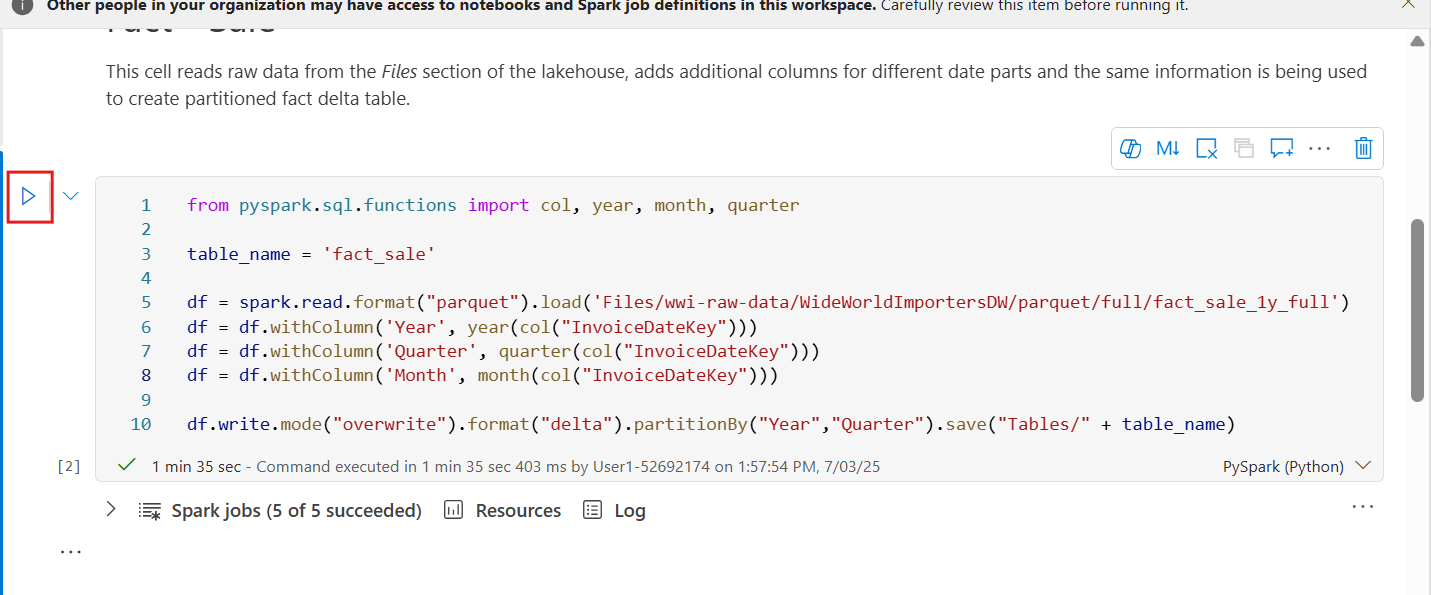 Other people in your organization may have access to notebooks and Spark job definitions in this workspace. Carefully review this item before running it.
Fact - Sale
This cell reads raw data from the Files section of the lakehouse, adds additional columns for different date parts and the same information is being used
to create partitioned fact delta table.
M↓
1 from pyspark.sql.functions import col, year, month, quarter
2
3 table_name = 'fact_sale'
4
5 df = spark.read.format("parquet").load('Files/wwi-raw-data/WideWorldImportersDW/parquet/full/fact_sale_1y_full')
6 df = df.withColumn('Year', year(col("InvoiceDateKey")))
7 df = df.withColumn('Quarter', quarter(col("InvoiceDateKey")))
8 df = df.withColumn('Month', month(col("InvoiceDateKey")))
9
10 df.write.mode("overwrite").format("delta").partitionBy("Year","Quarter").save("Tables/" + table_name)
[2] 1 min 35 sec - Command executed in 1 min 35 sec 403 ms by User1-52692174 on 1:57:54 PM, 7/03/25 PySpark (Python)
Spark jobs (5 of 5 succeeded) Resources Log